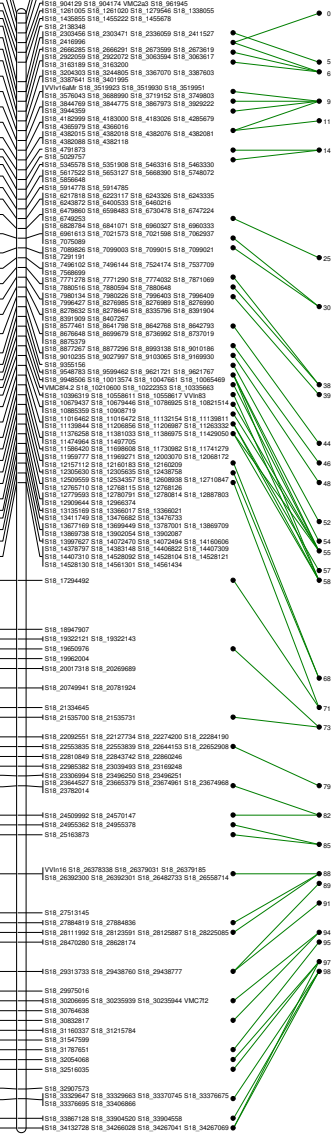 S18_904129 S18_904174 VMC2a3 S18_961945
S18_1261005 S18_1261020 S18_1279546 S18_1338055
S18_1435855 S18_1455222 S18_1455678
S18_2138348
S18_2303456 S18_2303471 S18_2336059 S18_2411527
S18_2416996
S18_2666285 S18_2666291 S18_2673599 S18_2673619
S18_2922059 S18_2922072 S18_3063594 S18_3063617
S18_3163189 S18_3163200
S18_3204303 S18_3244805 S18_3367070 S18_3387603
S18_3387641 S18_3401995
VVIv16aMr S18_3519923 S18_3519930 S18_3519951
S18_3576043 S18_3688990 S18_3719152 S18_3749803
S18_3844769 S18_3844775 S18_3867973 S18_3929222
S18_3944359
S18_4182999 S18_4183000 S18_4183026 S18_4285679
S18_4365979 S18_4366016
S18_4382015 S18_4382018 S18_4382076 S18_4382081
S18_4382088 S18_4382118
S18_4791873
S18_5029757
S18_5345578 S18_5351908 S18_5463316 S18_5463330
S18_5617522 S18_5653127 S18_5668390 S18_5748072
S18_5856648
S18_5914778 S18_5914785
S18_6217818 S18_6223117 S18_6243326 S18_6243335
S18_6243872 S18_6400533 S18_6460216
S18_6479860 S18_6598483 S18_6730478 S18_6747224
S18_6749253
S18_6828784 S18_6841071 S18_6960327 S18_6960333
S18_6961613 S18_7021573 S18_7021598 S18_7062937
S18_7075089
S18_7089826 S18_7099003 S18_7099015 S18_7099021
S18_7291191
S18_7496102 S18_7496144 S18_7524174 S18_7537709
S18_7568699
S18_7771278 S18_7771290 S18_7774032 S18_7871069
S18_7880516 S18_7880594 S18_7880648
S18_7980134 S18_7980226 S18_7996403 S18_7996409
S18_7996427 S18_8276985 S18_8276989 S18_8276990
S18_8278632 S18_8278646 S18_8335796 S18_8391904
S18_8391909 S18_8407267
S18_8577461 S18_8641798 S18_8642768 S18_8642793
S18_8676648 S18_8699679 S18_8736992 S18_8737019
S18_8875379
S18_8877267 S18_8877296 S18_8993138 S18_9010186
S18_9010235 S18_9027997 S18_9103065 S18_9169930
S18_9355156
S18_9548783 S18_9599462 S18_9621721 S18_9621767
S18_9948506 S18_10013574 S18_10047661 S18_10065469
VMC8f4.2 S18_10210600 S18_10222353 S18_10335663
S18_10396319 S18_10558611 S18_10558617 VVIn83
S18_10679437 S18_10679446 S18_10786925 S18_10821514
S18_10885359 S18_10908719
S18_11016462 S18_11016472 S18_11132154 S18_11139811
S18_11139844 S18_11206856 S18_11206987 S18_11263332
S18_11376258 S18_11381033 S18_11386975 S18_11429050
S18_11474964 S18_11497705
S18_11586420 S18_11698608 S18_11730982 S18_11741279
S18_11959777 S18_11969271 S18_12003070 S18_12068172
S18_12157112 S18_12160183 S18_12160209
S18_12305630 S18_12305635 S18_12438758
S18_12509559 S18_12534357 S18_12608938 S18_12710847
S18_12765710 S18_12768115 S18_12768126
S18_12779593 S18_12780791 S18_12780814 S18_12887803
S18_12909644 S18_12966374
S18_13135169 S18_13366017 S18_13366021
S18_13411749 S18_13476682 S18_13476733
S18_13677169 S18_13699449 S18_13787001 S18_13869709
S18_13869738 S18_13902054 S18_13902087
S18_13997627 S18_14072470 S18_14072494 S18_14160606
S18_14378797 S18_14383148 S18_14406822 S18_14407309
S18_14407310 S18_14528092 S18_14528104 S18_14528121
S18_14528130 S18_14561301 S18_14561434
S18_17294492
S18_18947907
S18_19322121 S18_19322143
S18_19650976
S18_19962004
S18_20017318 S18_20269689
S18_20749941 S18_20781924
S18_21334645
S18_21535700 S18_21535731
S18_22092551 S18_22127734 S18_22274200 S18_22284190
S18_22553835 S18_22553839 S18_22644153 S18_22652908
S18_22810849 S18_22843742 S18_22860246
S18_22985382 S18_23039493 S18_23169248
S18_23306994 S18_23496250 S18_23496251
S18_23644527 S18_23665379 S18_23674961 S18_23674968
S18_23782014
S18_24509992 S18_24570147
S18_24955362 S18_24955378
S18_25163873
VVIn16 S18_26378338 S18_26379031 S18_26379185
S18_26392300 S18_26392301 S18_26482733 S18_26558714
S18_27513145
S18_27884819 S18_27884836
S18_28111992 S18_28123591 S18_28125887 S18_28225085
S18_28470280 S18_28628174
S18_29313733 S18_29438760 S18_29438777
S18_29975016
S18_30206695 S18_30235939 S18_30235944 VMC7f2
S18_30764638
S18_30832817
S18_31160337 S18_31215784
S18_31547599
S18_31787651
S18_32054068
S18_32516035
S18_32907573
S18_33329647 S18_33329663 S18_33370745 S18_33376675
S18_33376695 S18_33406866
S18_33867128 S18_33904520 S18_33904558
S18_34132728 S18_34266028 S18_34267041 S18_34267069
0
5
6
9
11
14
25
30
38
39
44
46
48
52
54
55
57
58
68
71
73
79
82
85
88
89
91
94
95
97
98